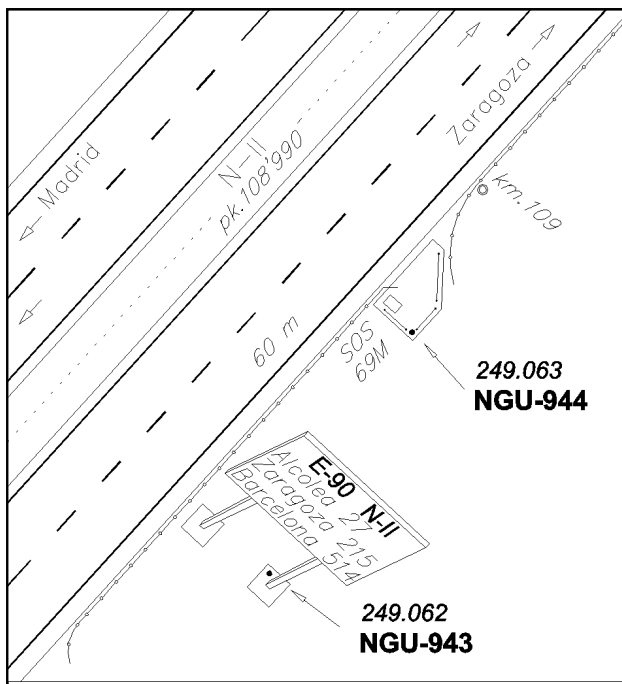 Madrid
N-II
pk.108'990
Zaragoza
km.109
60 m
SOS
69M
249.063
NGU-944
E-90 N-II
Alcolea 27
Zaragoza 215
Barcelona 514
249.062
NGU-943